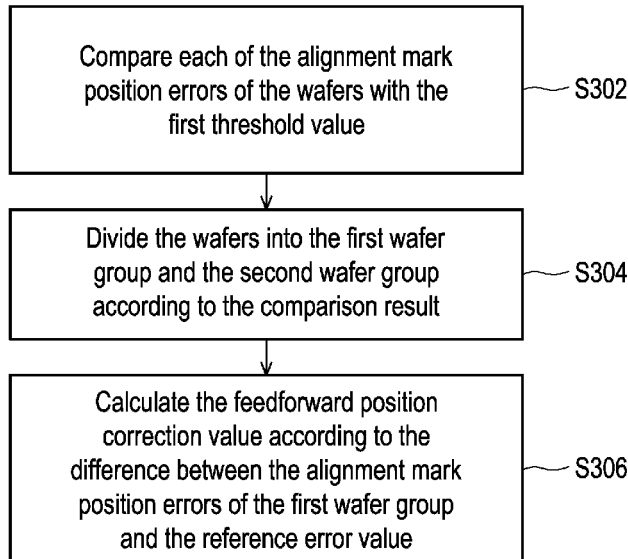 Compare each of the alignment mark
position errors of the wafers with the
first threshold value
S302
Divide the wafers into the first wafer
group and the second wafer group
according to the comparison result
S304
Calculate the feedforward position
correction value according to the
difference between the alignment mark
position errors of the first wafer group
and the reference error value
S306